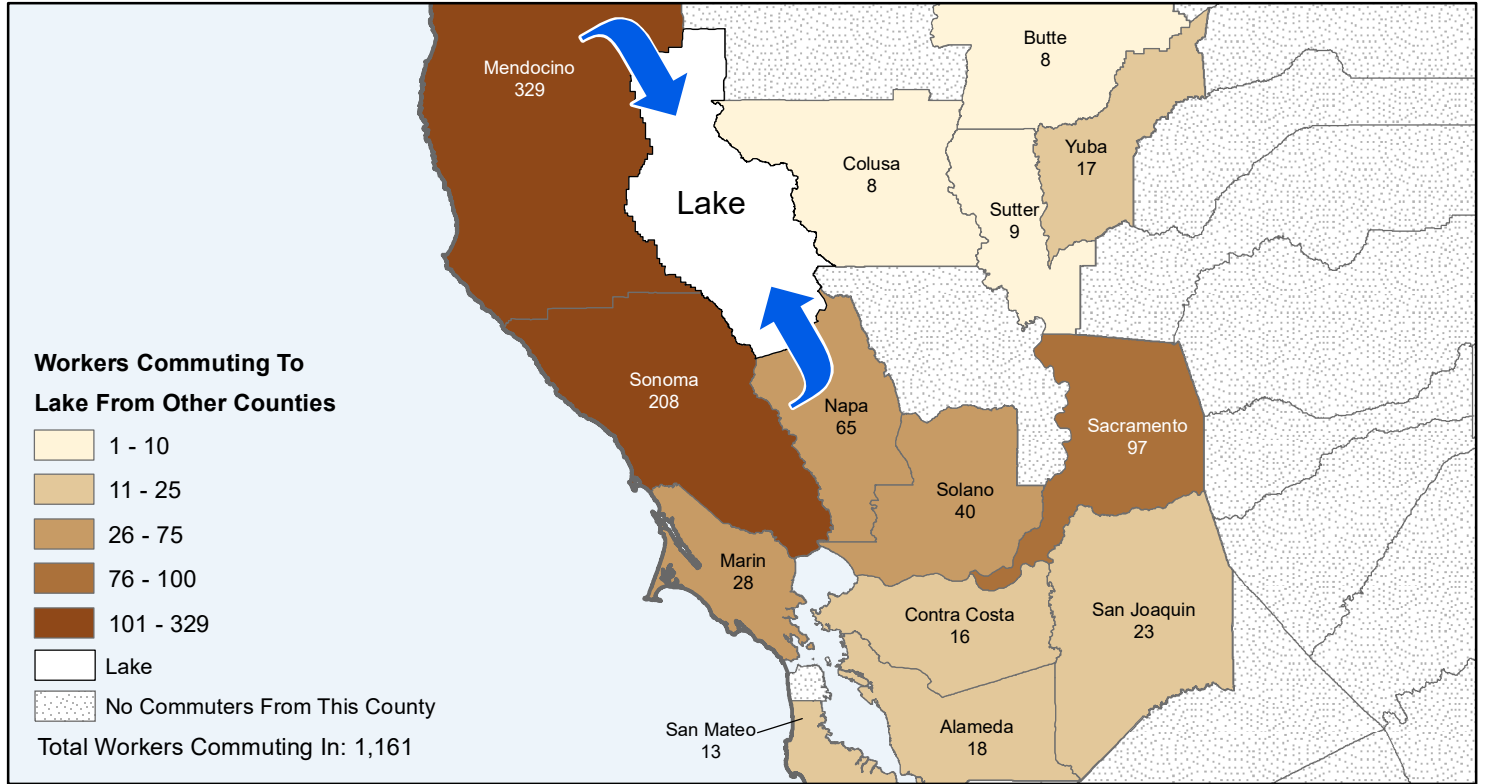 Butte
8
Mendocino
329
Yuba
17
Colusa
8
Lake
Sutter
9
Workers Commuting To
Lake From Other Counties
1 - 10
11 - 25
26 - 75
76 - 100
101 - 329
Lake
No Commuters From This County
Total Workers Commuting In: 1,161
Sonoma
208
Napa
65
Sacramento
97
Solano
40
Marin
28
Contra Costa
16
San Joaquin
23
San Mateo
13
Alameda
18